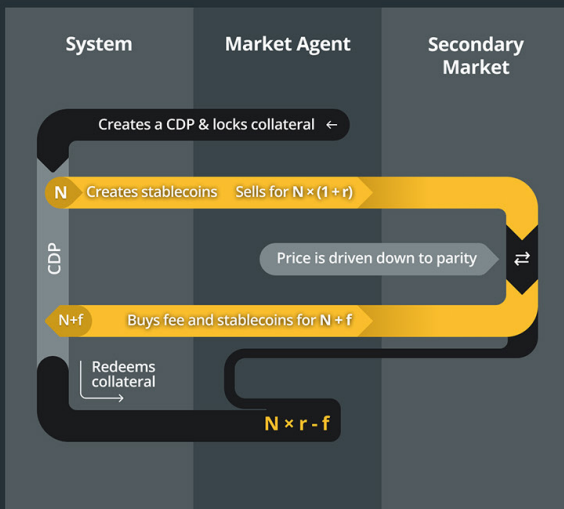 System
Market Agent
Secondary
Market
Creates a CDP & locks collateral ←
N
Creates stablecoins
Sells for N × (1 + r)
CDP
Price is driven down to parity
⇄
N+f
Buys fee and stablecoins for N + f
Redeems
collateral
N × r - f